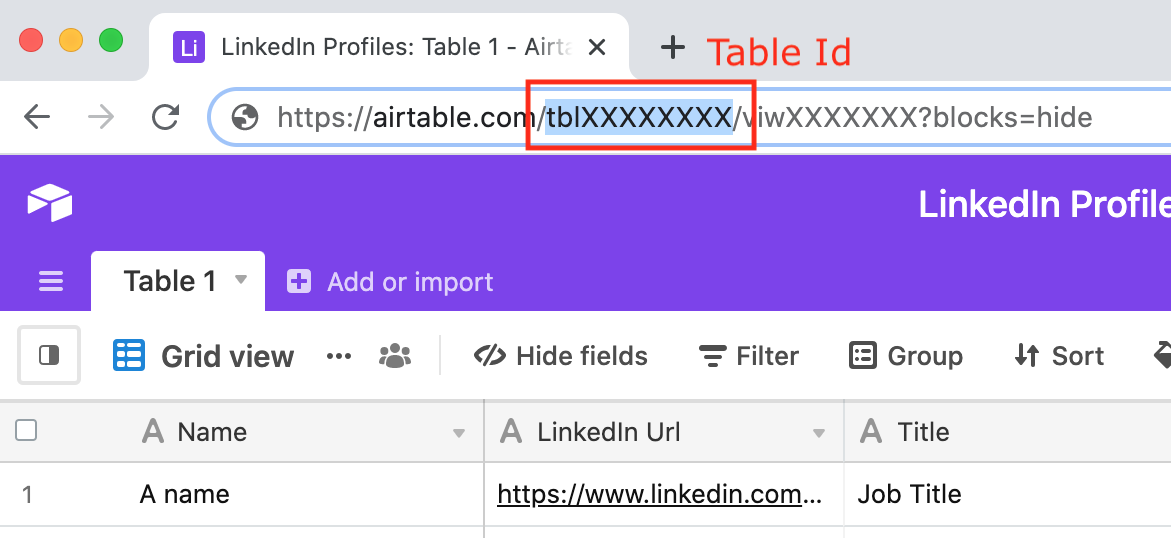 Li LinkedIn Profiles: Table 1 - Airta
Table Id
https://airtable.com/tblXXXXXXXX/viwXXXXXXX?blocks=hide
LinkedIn Profile
Table 1 Add or import
Grid view Hide fields Filter Group Sort
A Name A LinkedIn Url A Title
1 A name https://www.linkedin.com... Job Title